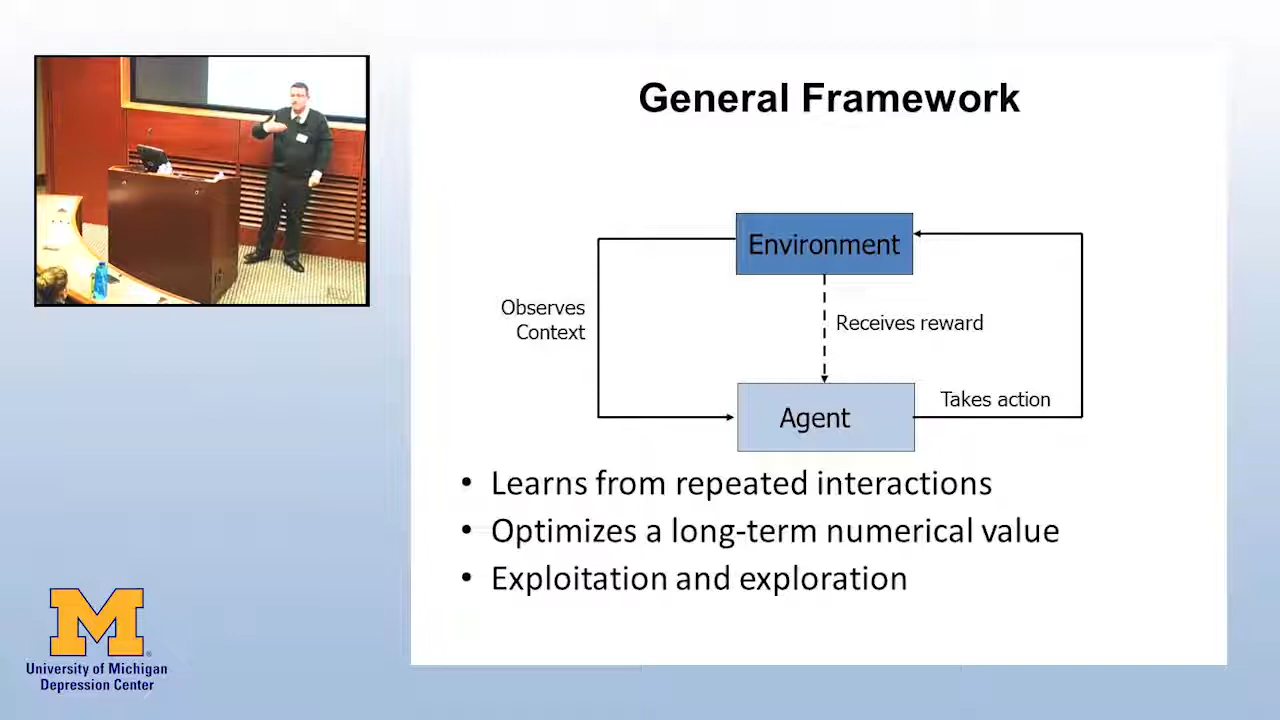 General Framework
Environment
Observes
Context
Receives reward
Takes action
Agent
• Learns from repeated interactions
• Optimizes a long-term numerical value
• Exploitation and exploration
M
University of Michigan
Depression Center